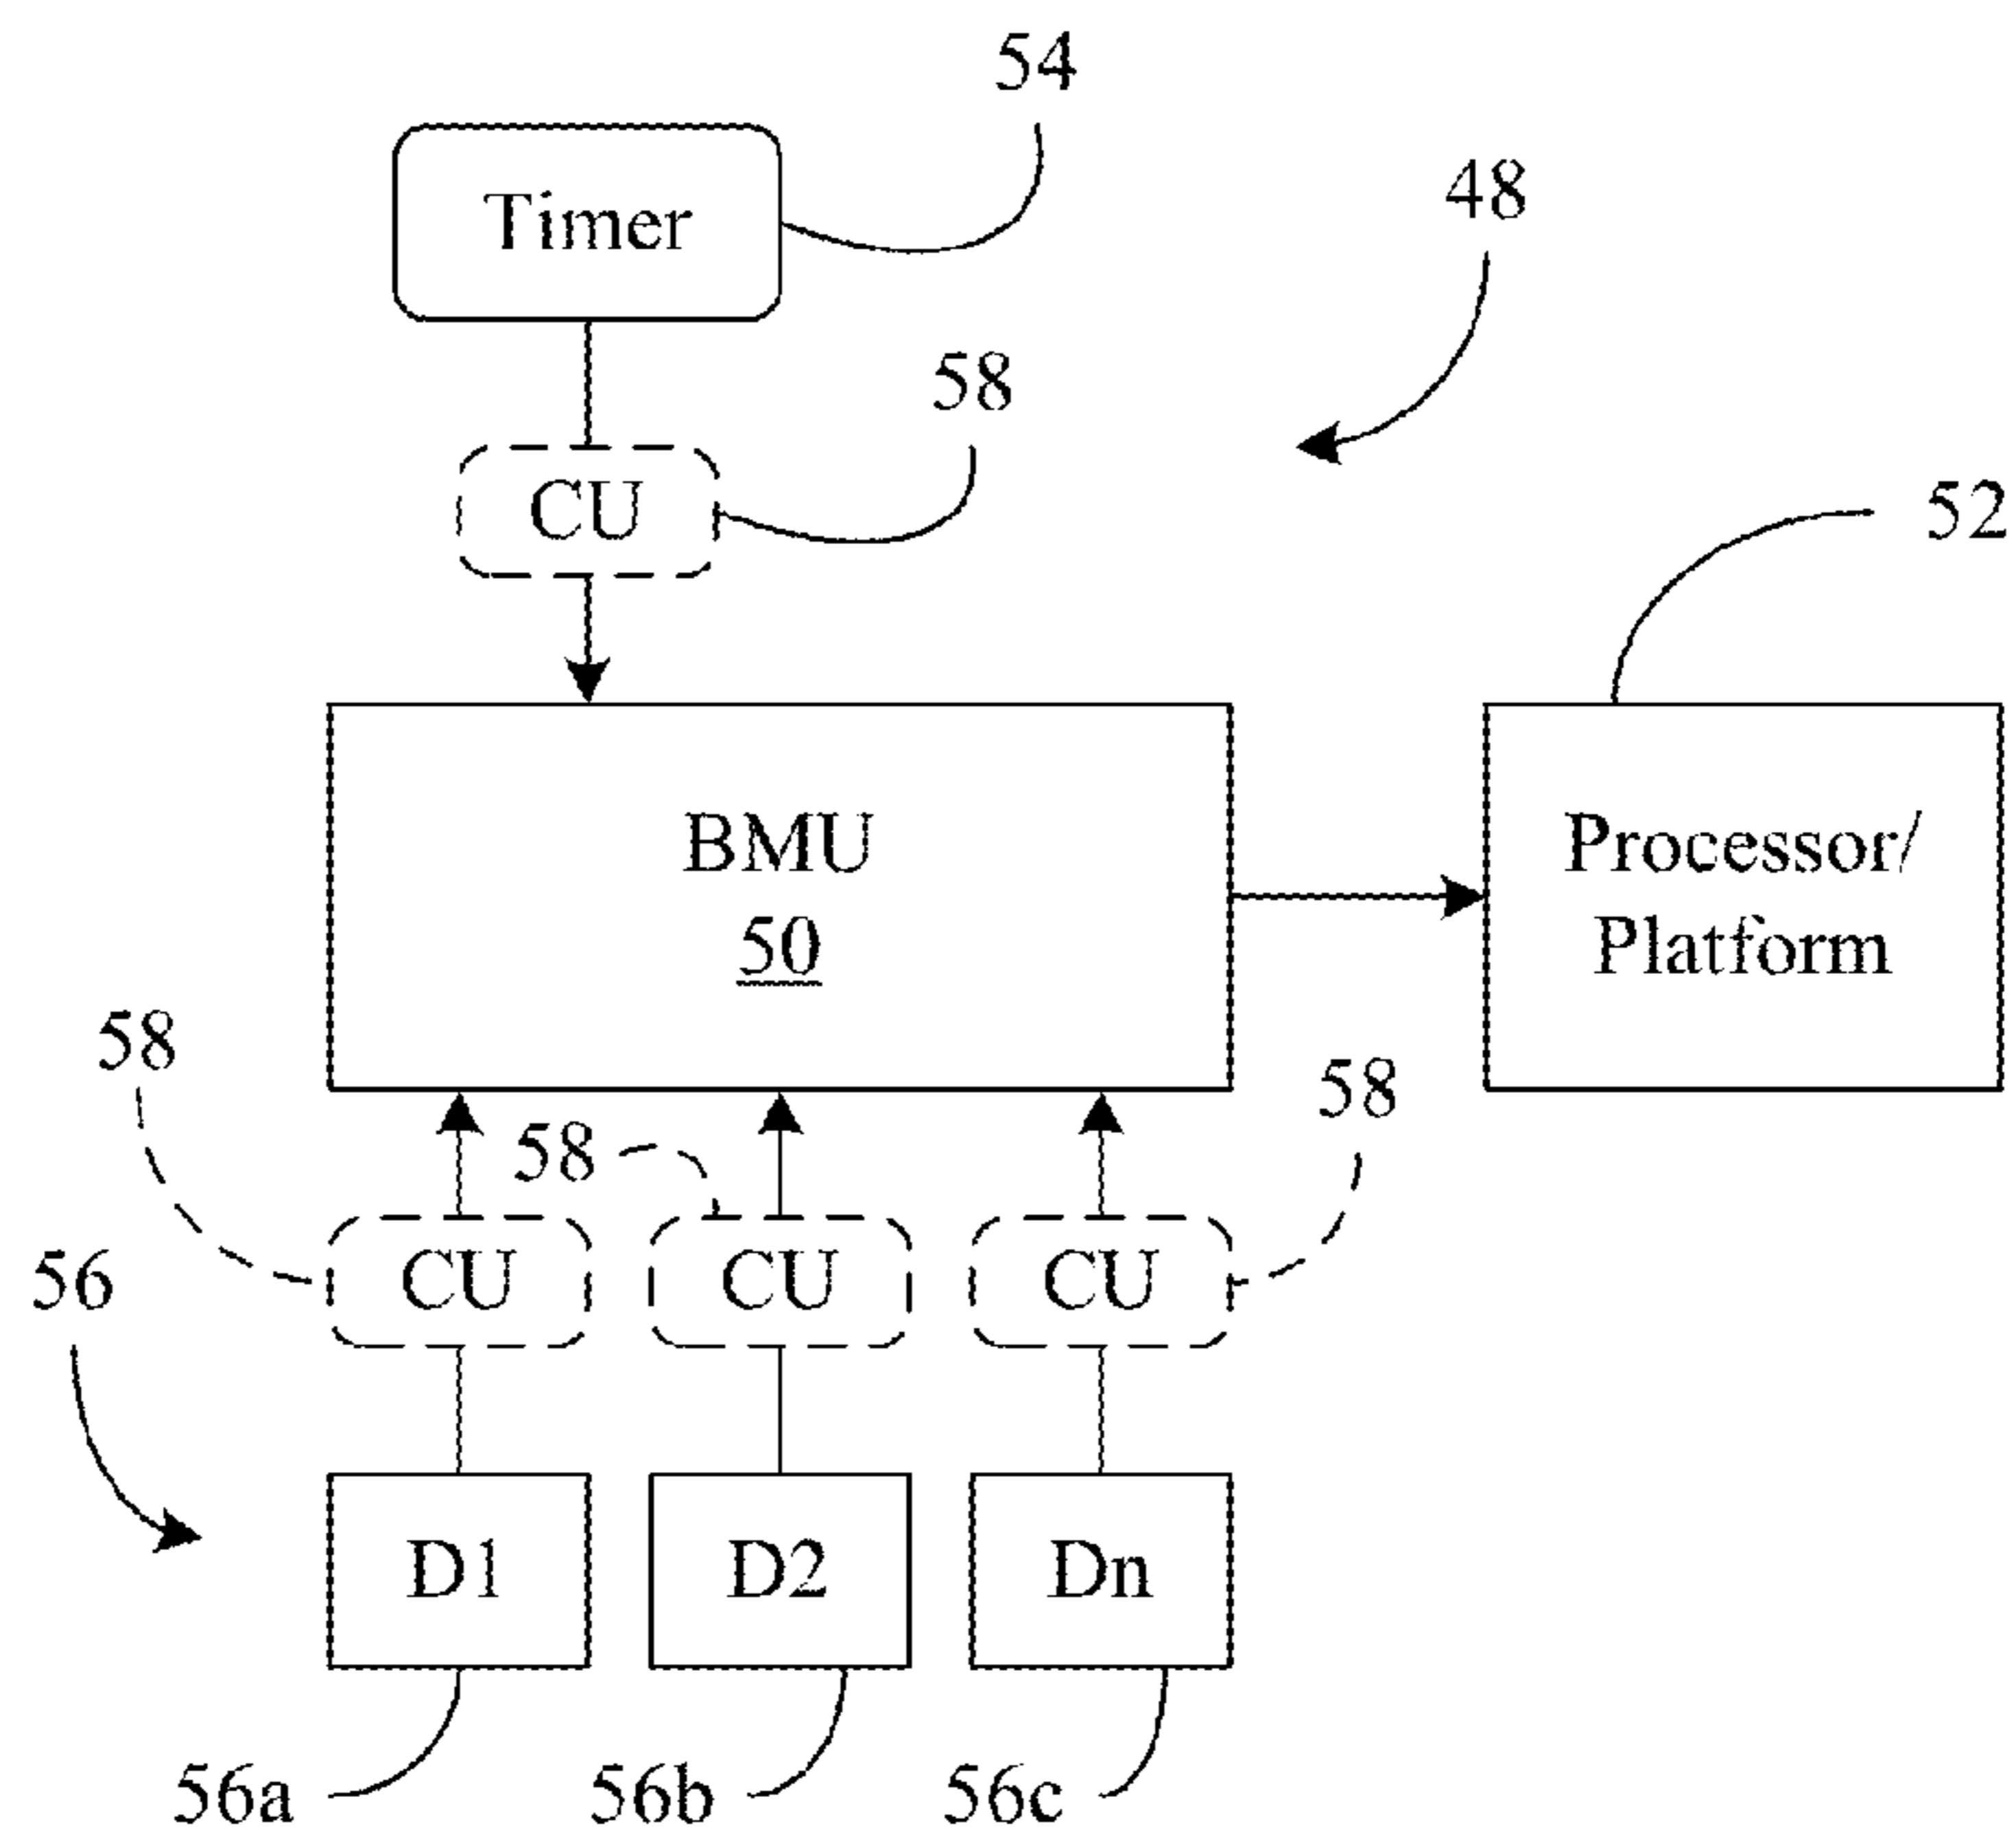 54
Timer
48
58
CU
52
BMU
50
Processor/
Platform
58
58
58
CU
CU
CU
56
D1
D2
Dn
56a
56b
56c